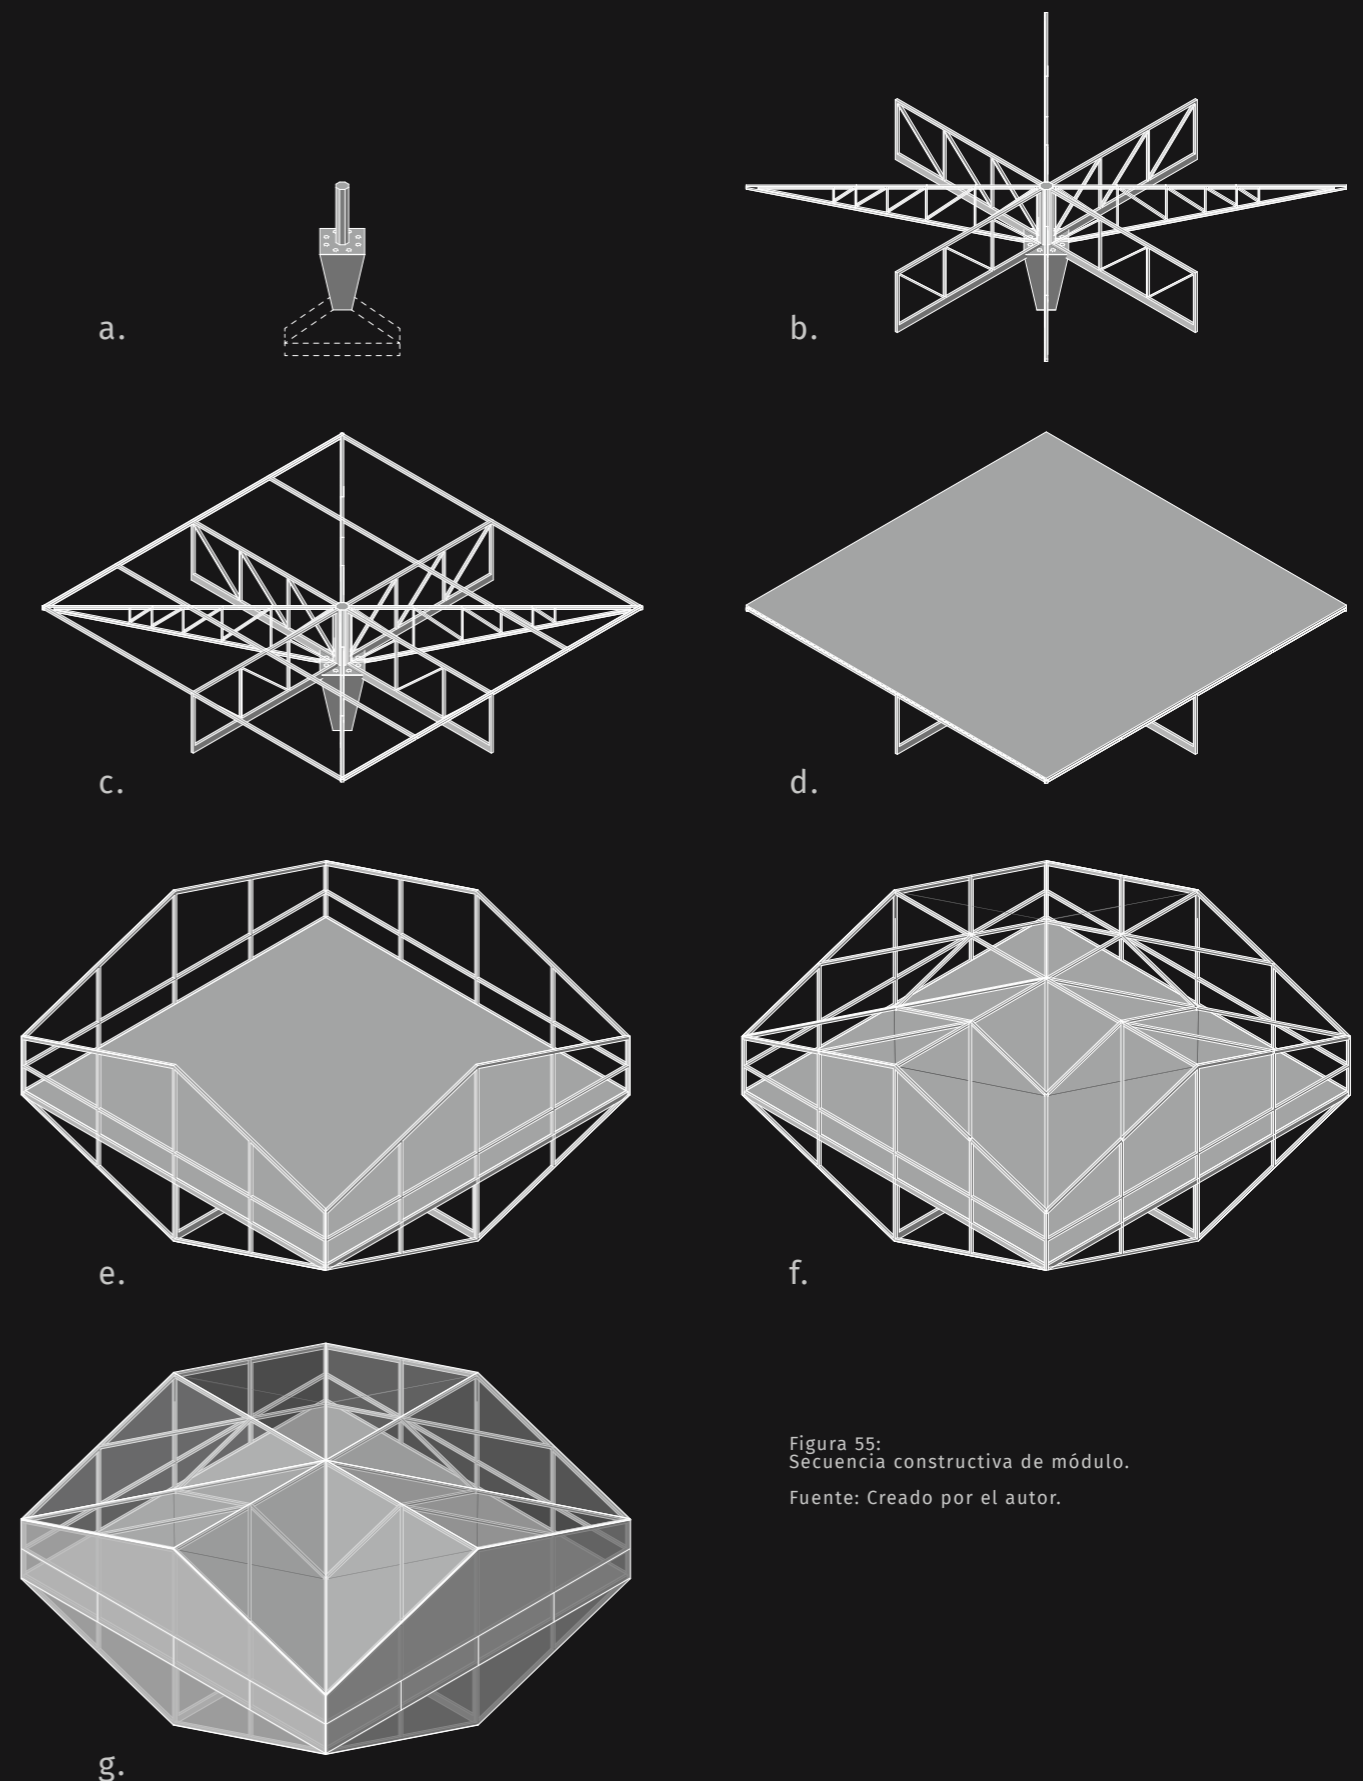 a.
b.
c.
d.
e.
f.
g.
Figura 55:
Secuencia constructiva de módulo.
Fuente: Creado por el autor.